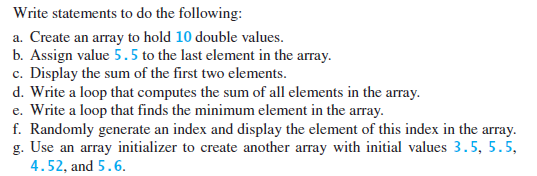 Write statements to do the following:
a. Create an array to hold 10 double values.
b. Assign value 5.5 to the last element in the array.
c. Display the sum of the first two elements.
d. Write a loop that computes the sum of all elements in the array.
e. Write a loop that finds the minimum element in the array.
f. Randomly generate an index and display the element of this index in the array.
g. Use an array initializer to create another array with initial values 3.5, 5.5,
4.52, and 5.6.